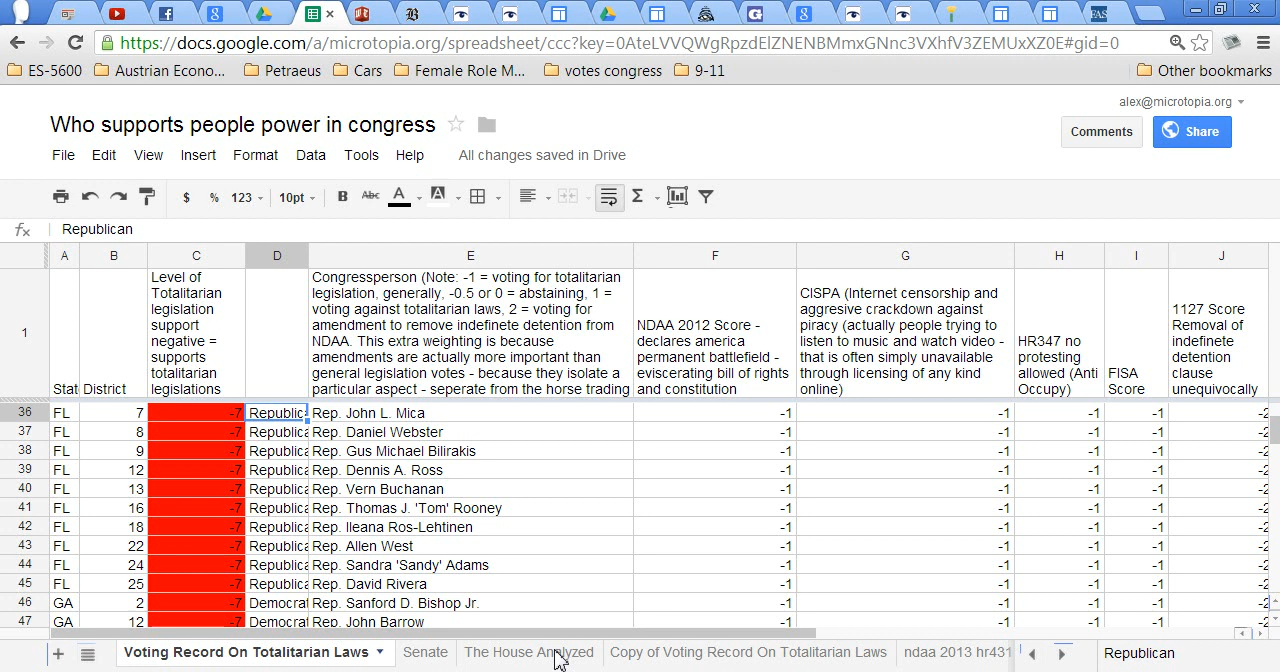 https://docs.google.com/a/microtopia.org/spreadsheet/ccc?key=0AteLVVQWgRpzdElZNENBMmxGNnc3VXhfV3ZEMUxXZ0E#gid=0
ES-5600 Austrian Econo... Petraeus Cars Female Role M... votes congress 9-11 Other bookmarks
alex@microtopia.org
Who supports people power in congress
Comments Share
File Edit View Insert Format Data Tools Help All changes saved in Drive
$ % 123 10pt B Abc A A Σ
fx Republican
A B C D E F G H I J
1
Stat
District
Level of
Totalitarian
legislation
support
negative =
supports
totalitarian
legislations
Congressperson (Note: -1 = voting for totalitarian
legislation, generally, -0.5 or 0 = abstaining, 1 =
voting against totalitarian laws, 2 = voting for
amendment to remove indefinete detention from
NDAA. This extra weighting is because
amendments are actually more important than
general legislation votes - because they isolate a
particular aspect - seperate from the horse trading
NDAA 2012 Score -
declares america
permanent battlefield -
eviscerating bill of rights
and constitution
CISPA (Internet censorship and
aggresive crackdown against
piracy (actually people trying to
listen to music and watch video -
that is often simply unavailable
through licensing of any kind
online)
HR347 no
protesting
allowed (Anti
Occupy)
FISA
Score
1127 Score
Removal of
indefinete
detention
clause
unequivocally
36 FL 7 -7 Republic Rep. John L. Mica -1 -1 -1 -1 -2
37 FL 8 -7 Republica Rep. Daniel Webster -1 -1 -1 -1 -2
38 FL 9 -7 Republica Rep. Gus Michael Bilirakis -1 -1 -1 -1 -2
39 FL 12 -7 Republica Rep. Dennis A. Ross -1 -1 -1 -1 -2
40 FL 13 -7 Republica Rep. Vern Buchanan -1 -1 -1 -1 -2
41 FL 16 -7 Republica Rep. Thomas J. 'Tom' Rooney -1 -1 -1 -1 -2
42 FL 18 -7 Republica Rep. Ileana Ros-Lehtinen -1 -1 -1 -1 -2
43 FL 22 -7 Republica Rep. Allen West -1 -1 -1 -1 -2
44 FL 24 -7 Republica Rep. Sandra 'Sandy' Adams -1 -1 -1 -1 -2
45 FL 25 -7 Republica Rep. David Rivera -1 -1 -1 -1 -2
46 GA 2 -7 Democrat Rep. Sanford D. Bishop Jr. -1 -1 -1 -1 -2
47 GA 12 -7 Democra Rep. John Barrow -1 -1 -1 -1 -2
Voting Record On Totalitarian Laws Senate The House Analyzed Copy of Voting Record On Totalitarian Laws ndaa 2013 hr431 Republican